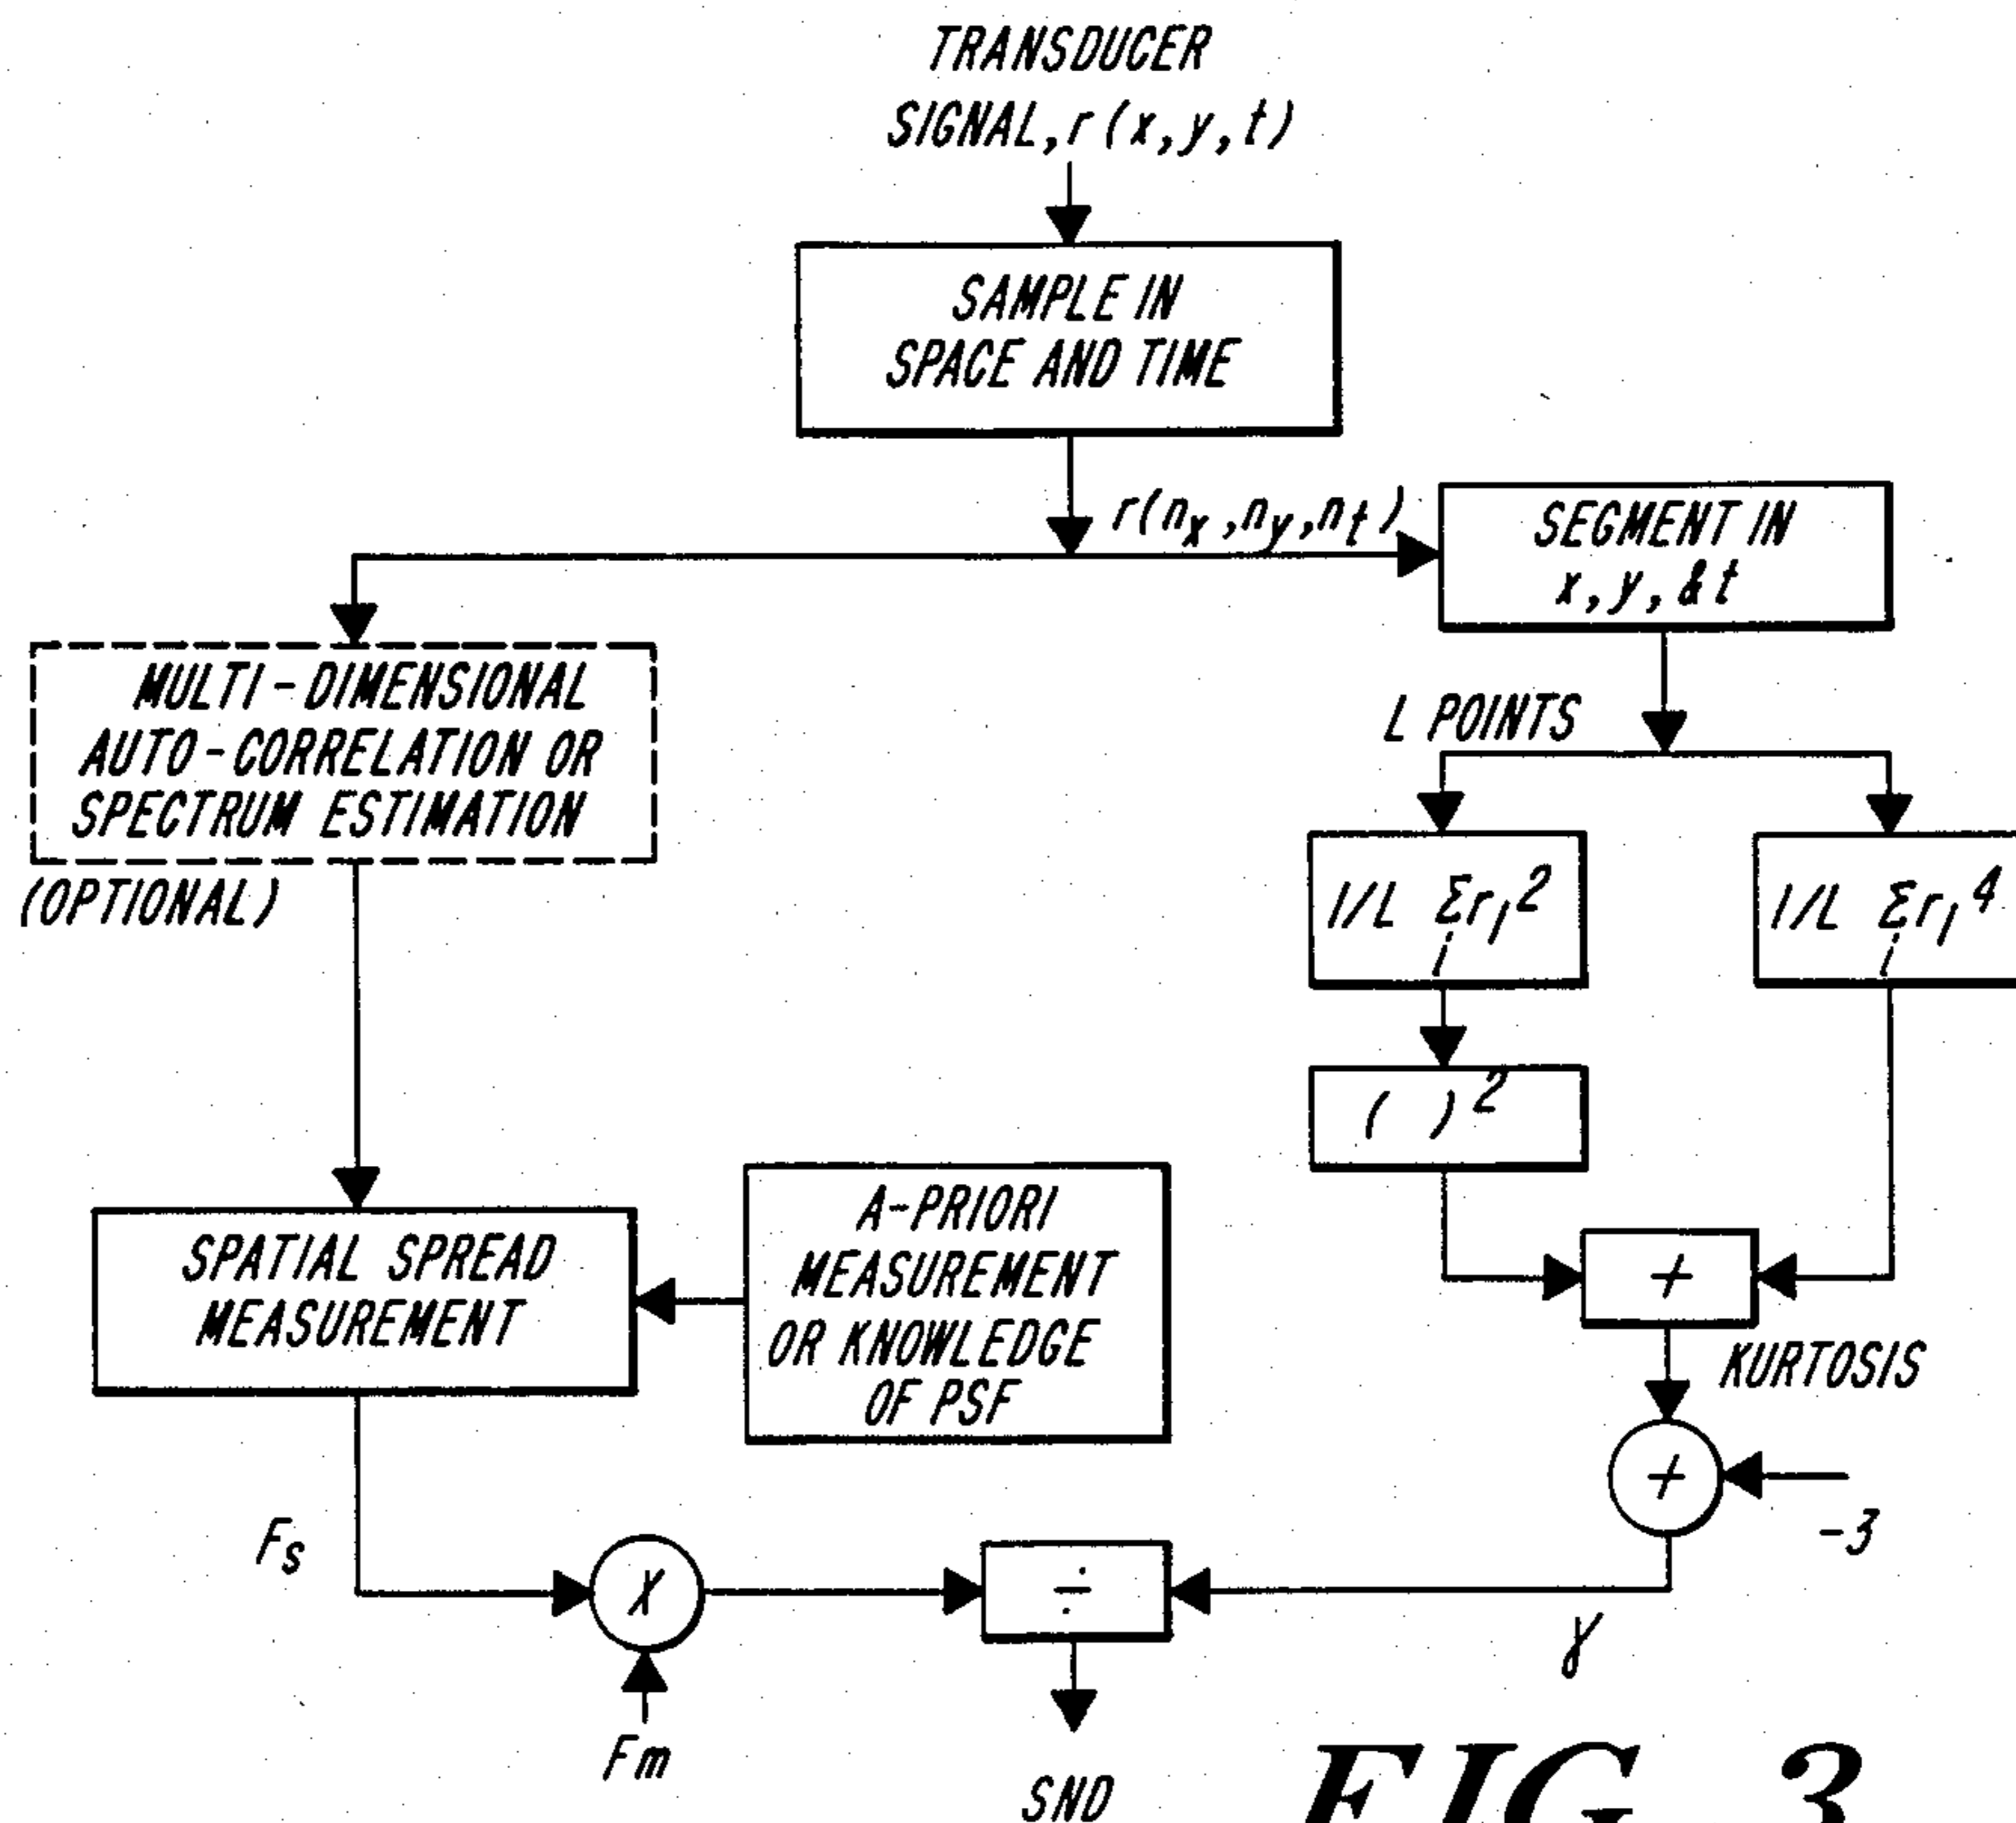 TRANSDUCER
SIGNAL, r(x,y,t)
SAMPLE IN
SPACE AND TIME
r(nx,ny,nt)
SEGMENT IN
x, y, & t
L POINTS
MULTI-DIMENSIONAL
AUTO-CORRELATION OR
SPECTRUM ESTIMATION
(OPTIONAL)
1/L Σri²
i
1/L Σri⁴
i
( )²
SPATIAL SPREAD
MEASUREMENT
A-PRIORI
MEASUREMENT
OR KNOWLEDGE
OF PSF
+
KURTOSIS
+
-3
Fs
X
÷
γ
Fm
SND
FIG. 3